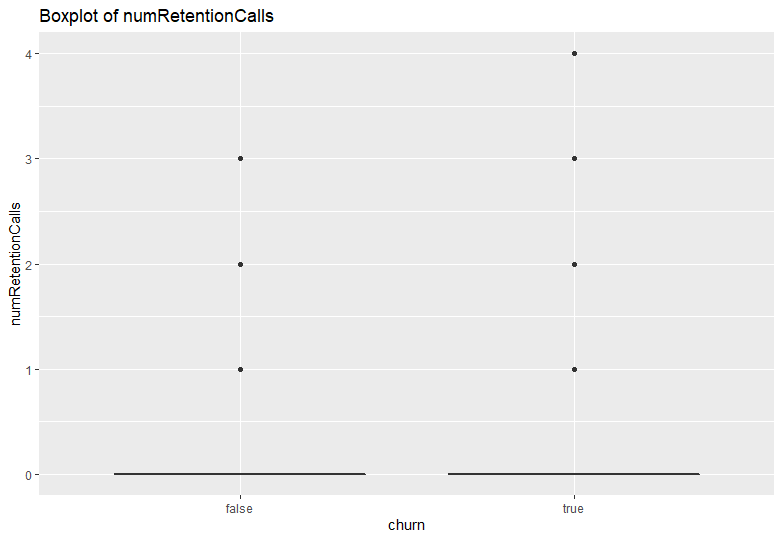 Boxplot of numRetentionCalls
4
3
2
1
0
numRetentionCalls
false true
churn